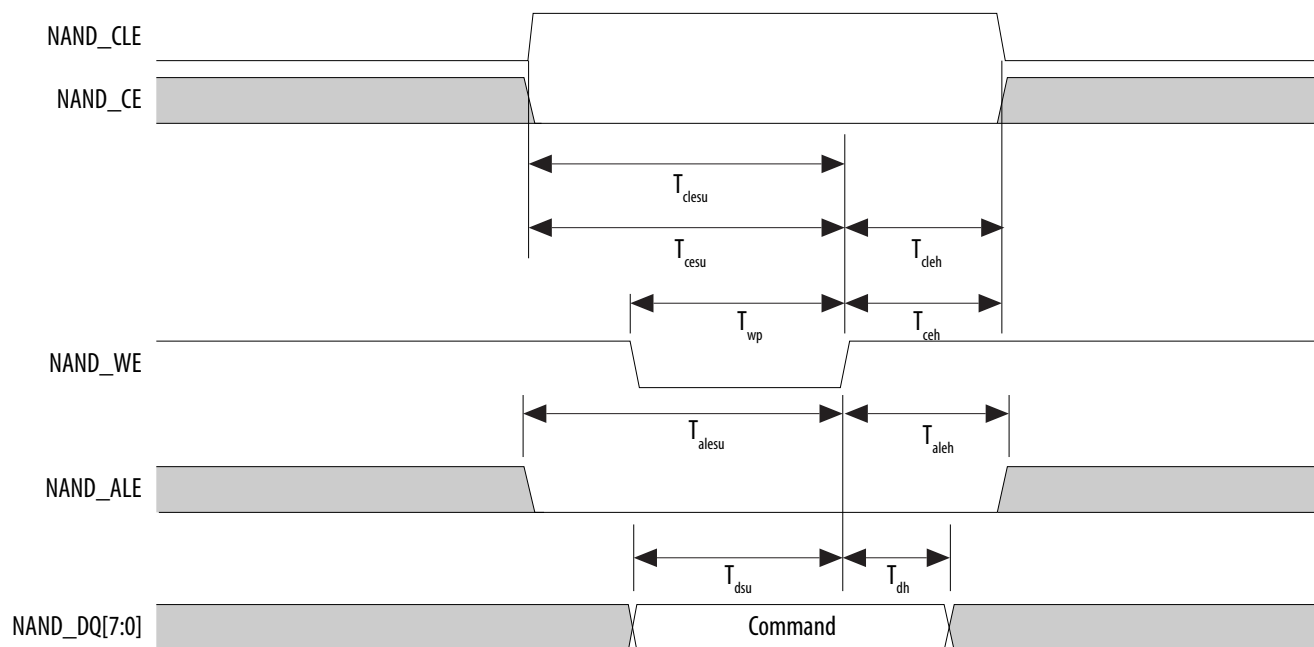 NAND_CLE
NAND_CE
T_clesu
T_cesu
T_cleh
T_wp
T_ceh
NAND_WE
T_alesu
T_aleh
NAND_ALE
T_dsu
T_dh
NAND_DQ[7:0]
Command